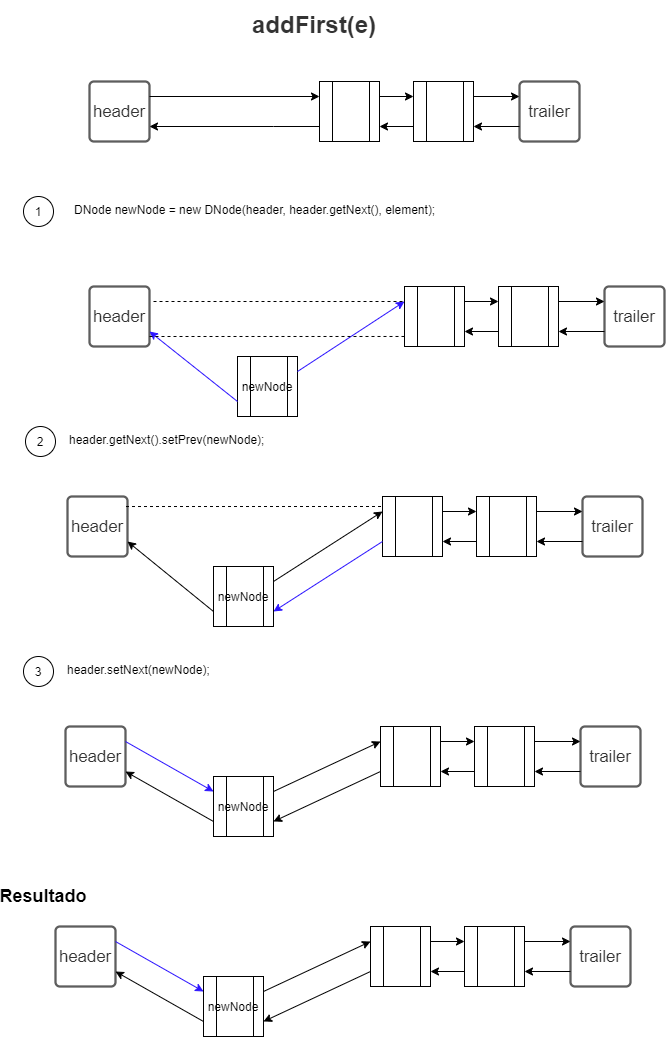 addFirst(e)
header
trailer
1
DNode newNode = new DNode(header, header.getNext(), element);
header
trailer
newNode
2
header.getNext().setPrev(newNode);
header
trailer
newNode
3
header.setNext(newNode);
header
trailer
newNode
Resultado
header
trailer
newNode